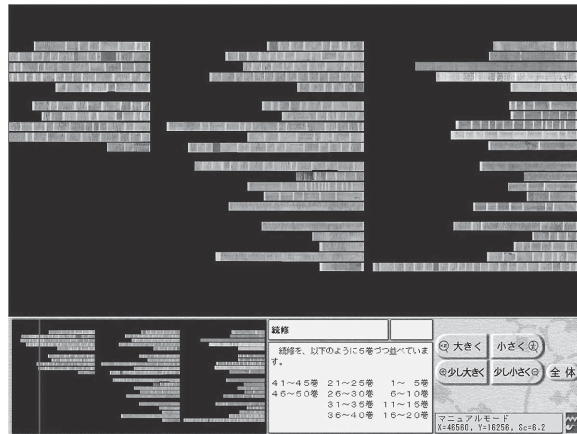 続修
続修を、以下のように5巻づつ並べています。
41～45巻 21～25巻 1～ 5巻
46～50巻 26～30巻 6～10巻
31～35巻 11～15巻
36～40巻 16～20巻
大きく 小さく
少し大きく 少し小さく 全 体
マニュアルモード
X=46560, Y=16256, Sc=6.2